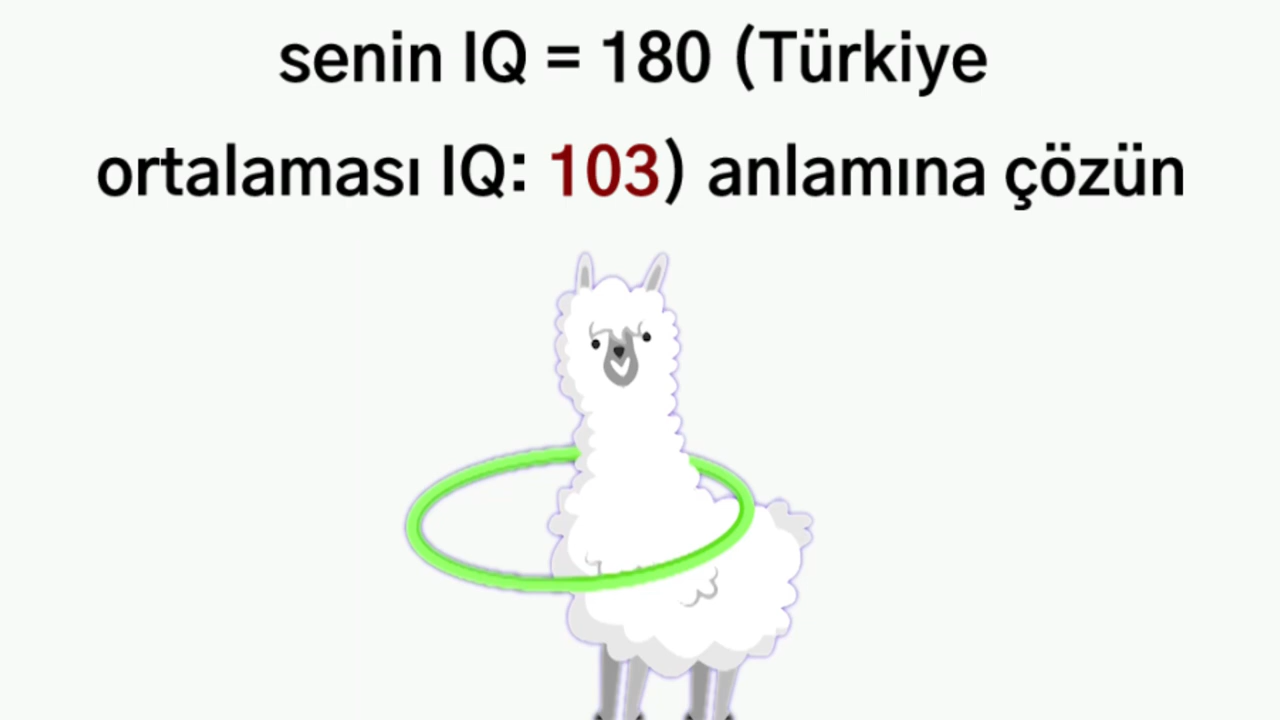 senin IQ = 180 (Türkiye
ortalaması IQ: 103) anlamına çözün